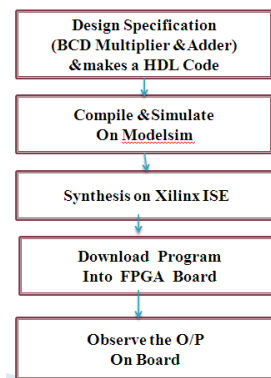 Design Specification
(BCD Multiplier &Adder)
&makes a HDL Code
Compile &Simulate
On Modelsim
Synthesis on Xilinx ISE
Download Program
Into FPGA Board
Observe the O/P
On Board